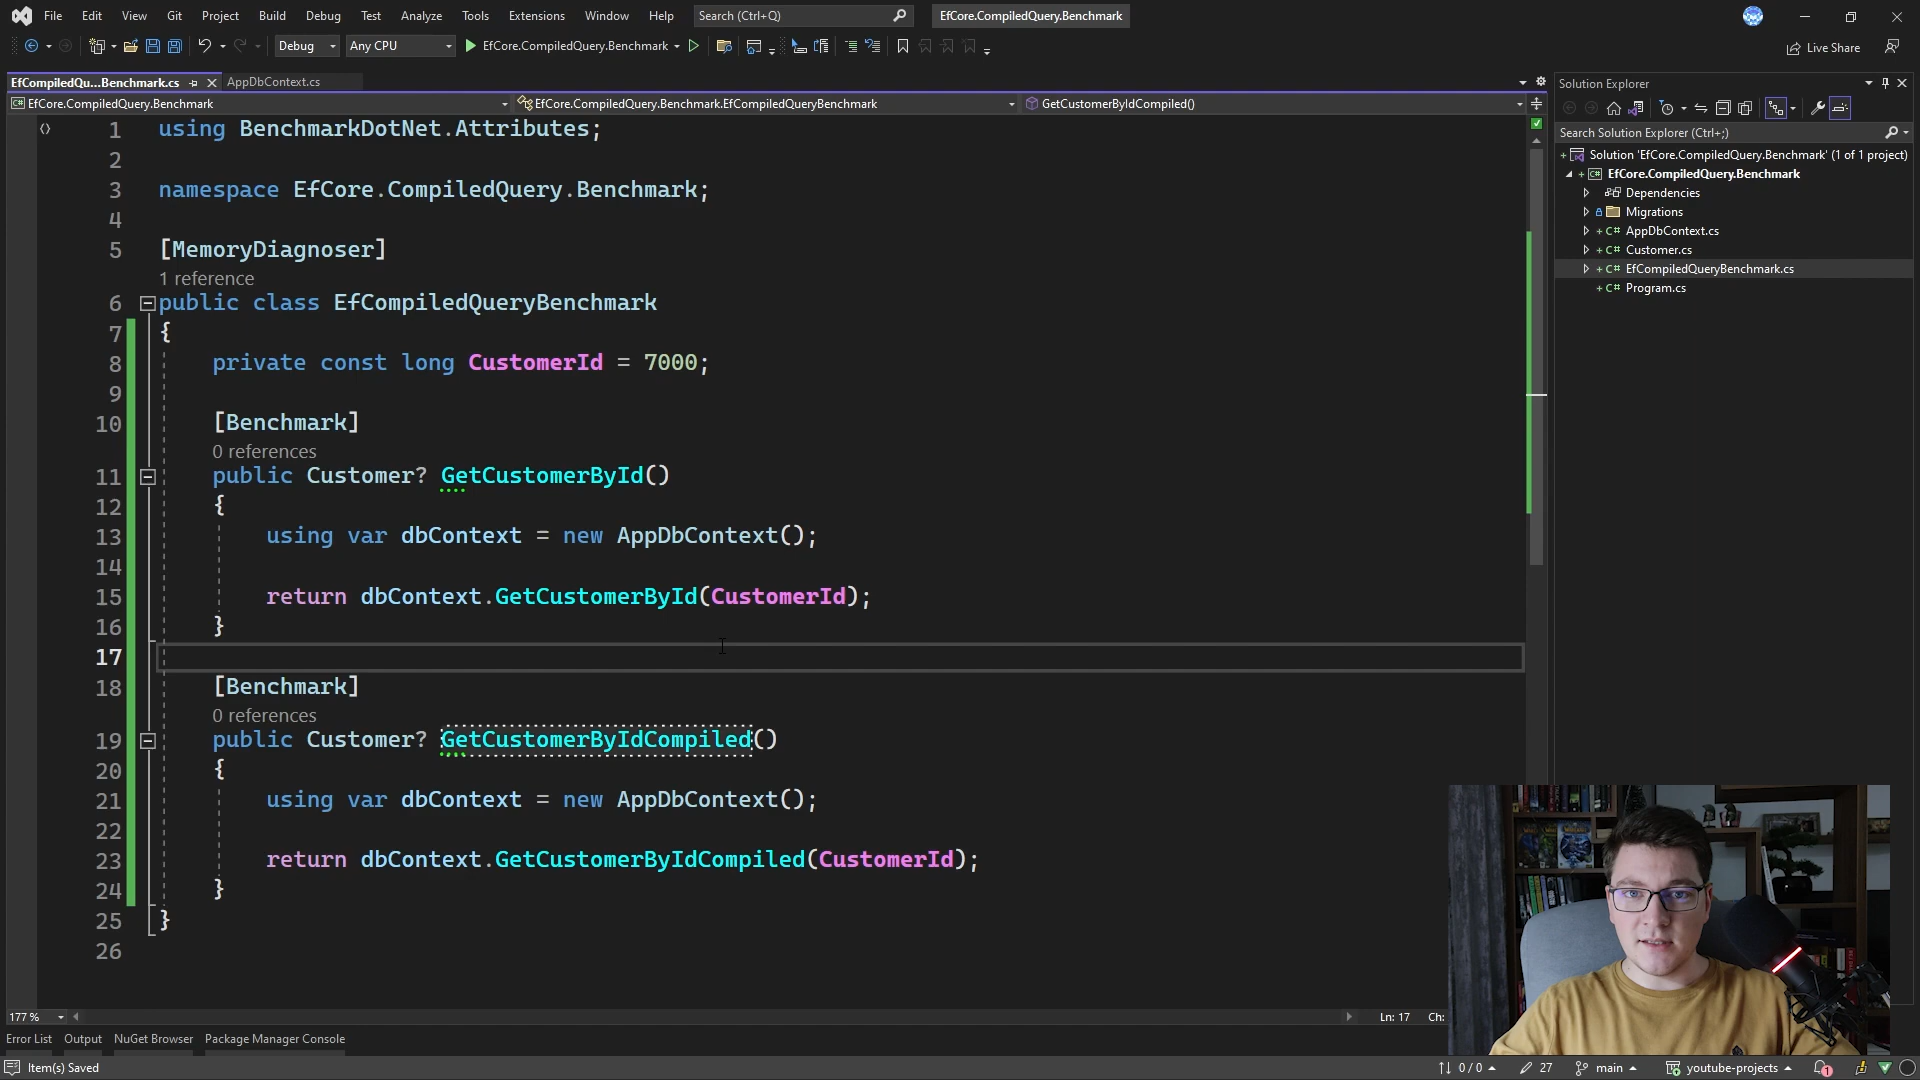 File Edit View Git Project Build Debug Test Analyze Tools Extensions Window Help Search (Ctrl+Q) EfCore.CompiledQuery.Benchmark
Debug Any CPU EfCore.CompiledQuery.Benchmark Live Share
EfCompiledQu...Benchmark.cs AppDbContext.cs
EfCore.CompiledQuery.Benchmark EfCore.CompiledQuery.Benchmark.EfCompiledQueryBenchmark GetCustomerByIdCompiled()
1 using BenchmarkDotNet.Attributes;
2
3 namespace EfCore.CompiledQuery.Benchmark;
4
5 [MemoryDiagnoser]
1 reference
6 public class EfCompiledQueryBenchmark
7 {
8 private const long CustomerId = 7000;
9
10 [Benchmark]
0 references
11 public Customer? GetCustomerById()
12 {
13 using var dbContext = new AppDbContext();
14
15 return dbContext.GetCustomerById(CustomerId);
16 }
17
18 [Benchmark]
0 references
19 public Customer? GetCustomerByIdCompiled()
20 {
21 using var dbContext = new AppDbContext();
22
23 return dbContext.GetCustomerByIdCompiled(CustomerId);
24 }
25 }
26
Solution Explorer
Search Solution Explorer (Ctrl+;)
Solution 'EfCore.CompiledQuery.Benchmark' (1 of 1 project)
EfCore.CompiledQuery.Benchmark
Dependencies
Migrations
AppDbContext.cs
Customer.cs
EfCompiledQueryBenchmark.cs
Program.cs
177 % Ln: 17 Ch:
Error List Output NuGet Browser Package Manager Console
Item(s) Saved 0 / 0 27 main youtube-projects 1